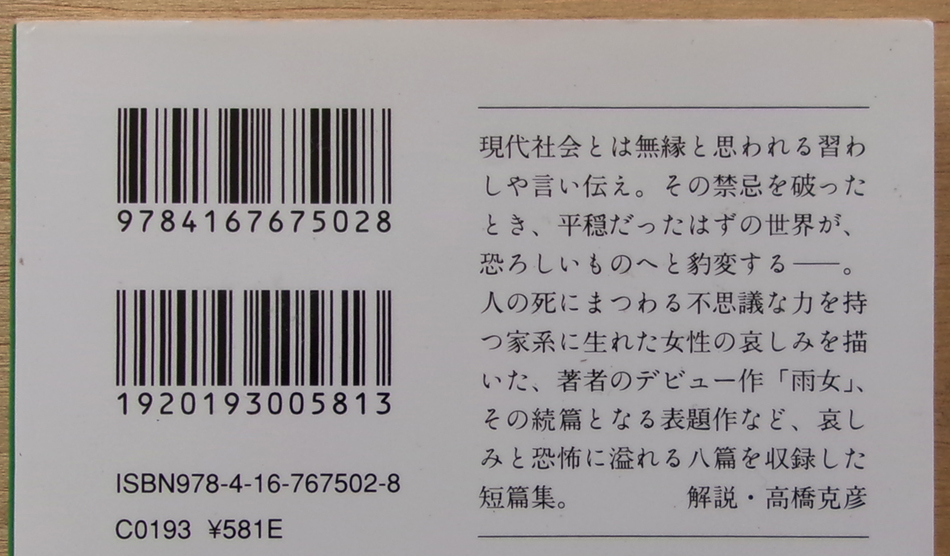 9784167675028
1920193005813
ISBN978-4-16-767502-8
C0193 ¥581E
現代社会とは無縁と思われる習わ
しや言い伝え。その禁忌を破った
とき、平穏だったはずの世界が、
恐ろしいものへと豹変する――。
人の死にまつわる不思議な力を持
つ家系に生れた女性の哀しみを描
いた、著者のデビュー作「雨女」、
その続篇となる表題作など、哀し
みと恐怖に溢れる八篇を収録した
短篇集。 解説・高橋克彦